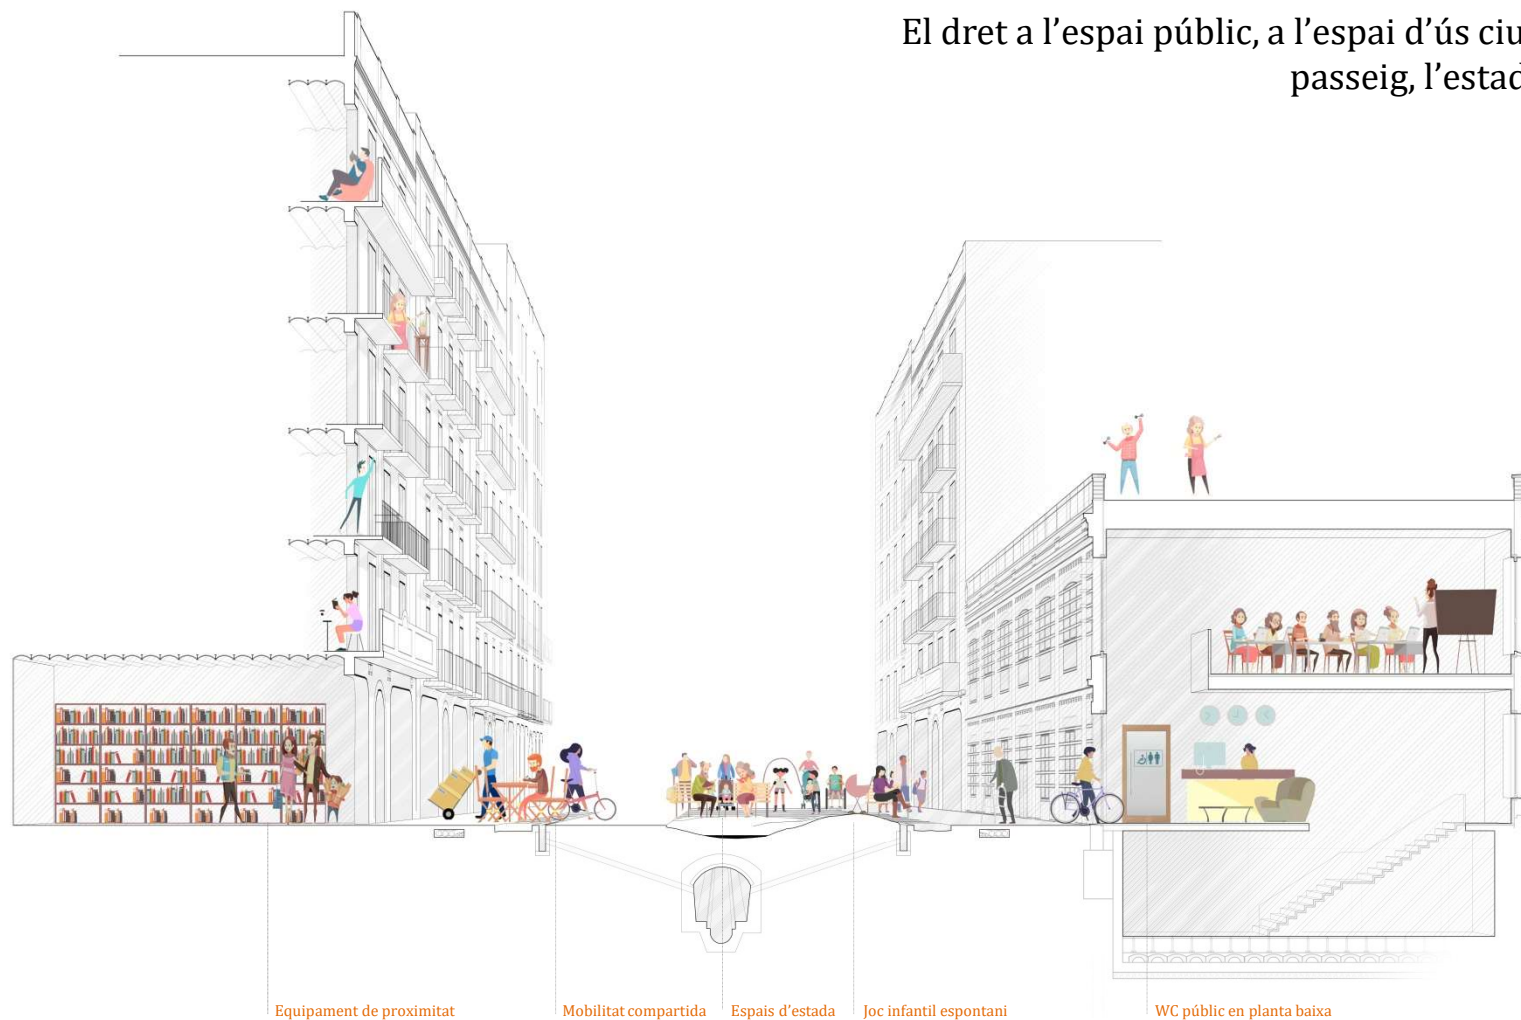 El dret a l’espai públic, a l’espai d’ús ciu
passeig, l’estad
Equipament de proximitat
Mobilitat compartida
Espais d’estada
Joc infantil espontani
WC públic en planta baixa